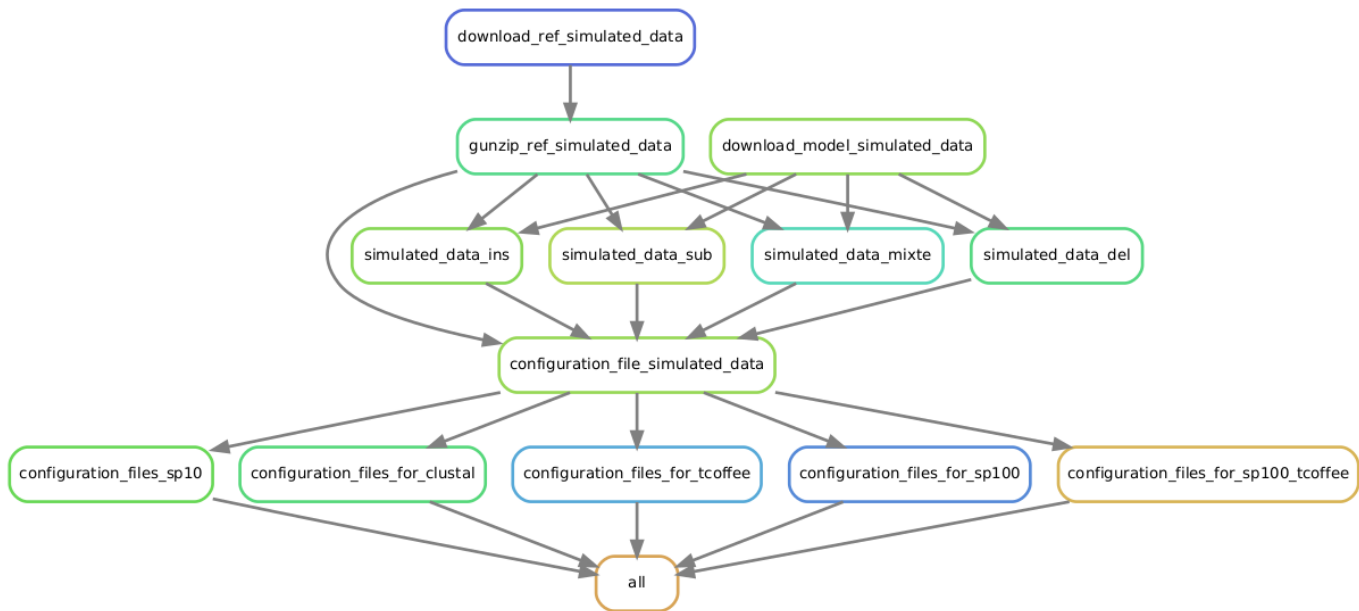 download_ref_simulated_data
gunzip_ref_simulated_data
download_model_simulated_data
simulated_data_ins
simulated_data_sub
simulated_data_mixte
simulated_data_del
configuration_file_simulated_data
configuration_files_sp10
configuration_files_for_clustal
configuration_files_for_tcoffee
configuration_files_for_sp100
configuration_files_for_sp100_tcoffee
all